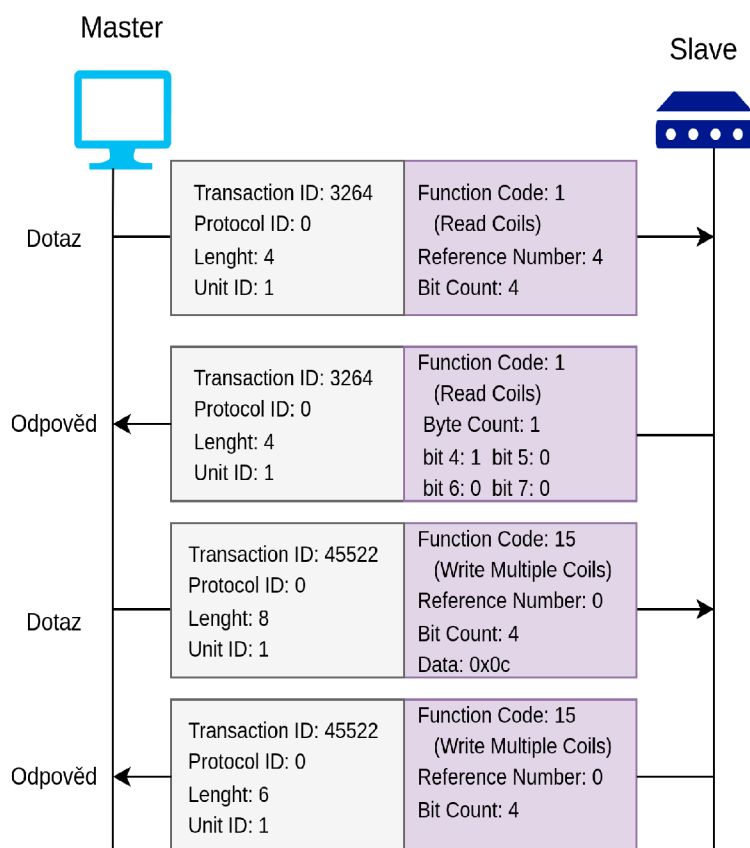 Master
Slave
Dotaz
Transaction ID: 3264
Protocol ID: 0
Lenght: 4
Unit ID: 1
Function Code: 1
(Read Coils)
Reference Number: 4
Bit Count: 4
Odpověd
Transaction ID: 3264
Protocol ID: 0
Lenght: 4
Unit ID: 1
Function Code: 1
(Read Coils)
Byte Count: 1
bit 4: 1 bit 5: 0
bit 6: 0 bit 7: 0
Dotaz
Transaction ID: 45522
Protocol ID: 0
Lenght: 8
Unit ID: 1
Function Code: 15
(Write Multiple Coils)
Reference Number: 0
Bit Count: 4
Data: 0x0c
Odpověd
Transaction ID: 45522
Protocol ID: 0
Lenght: 6
Unit ID: 1
Function Code: 15
(Write Multiple Coils)
Reference Number: 0
Bit Count: 4